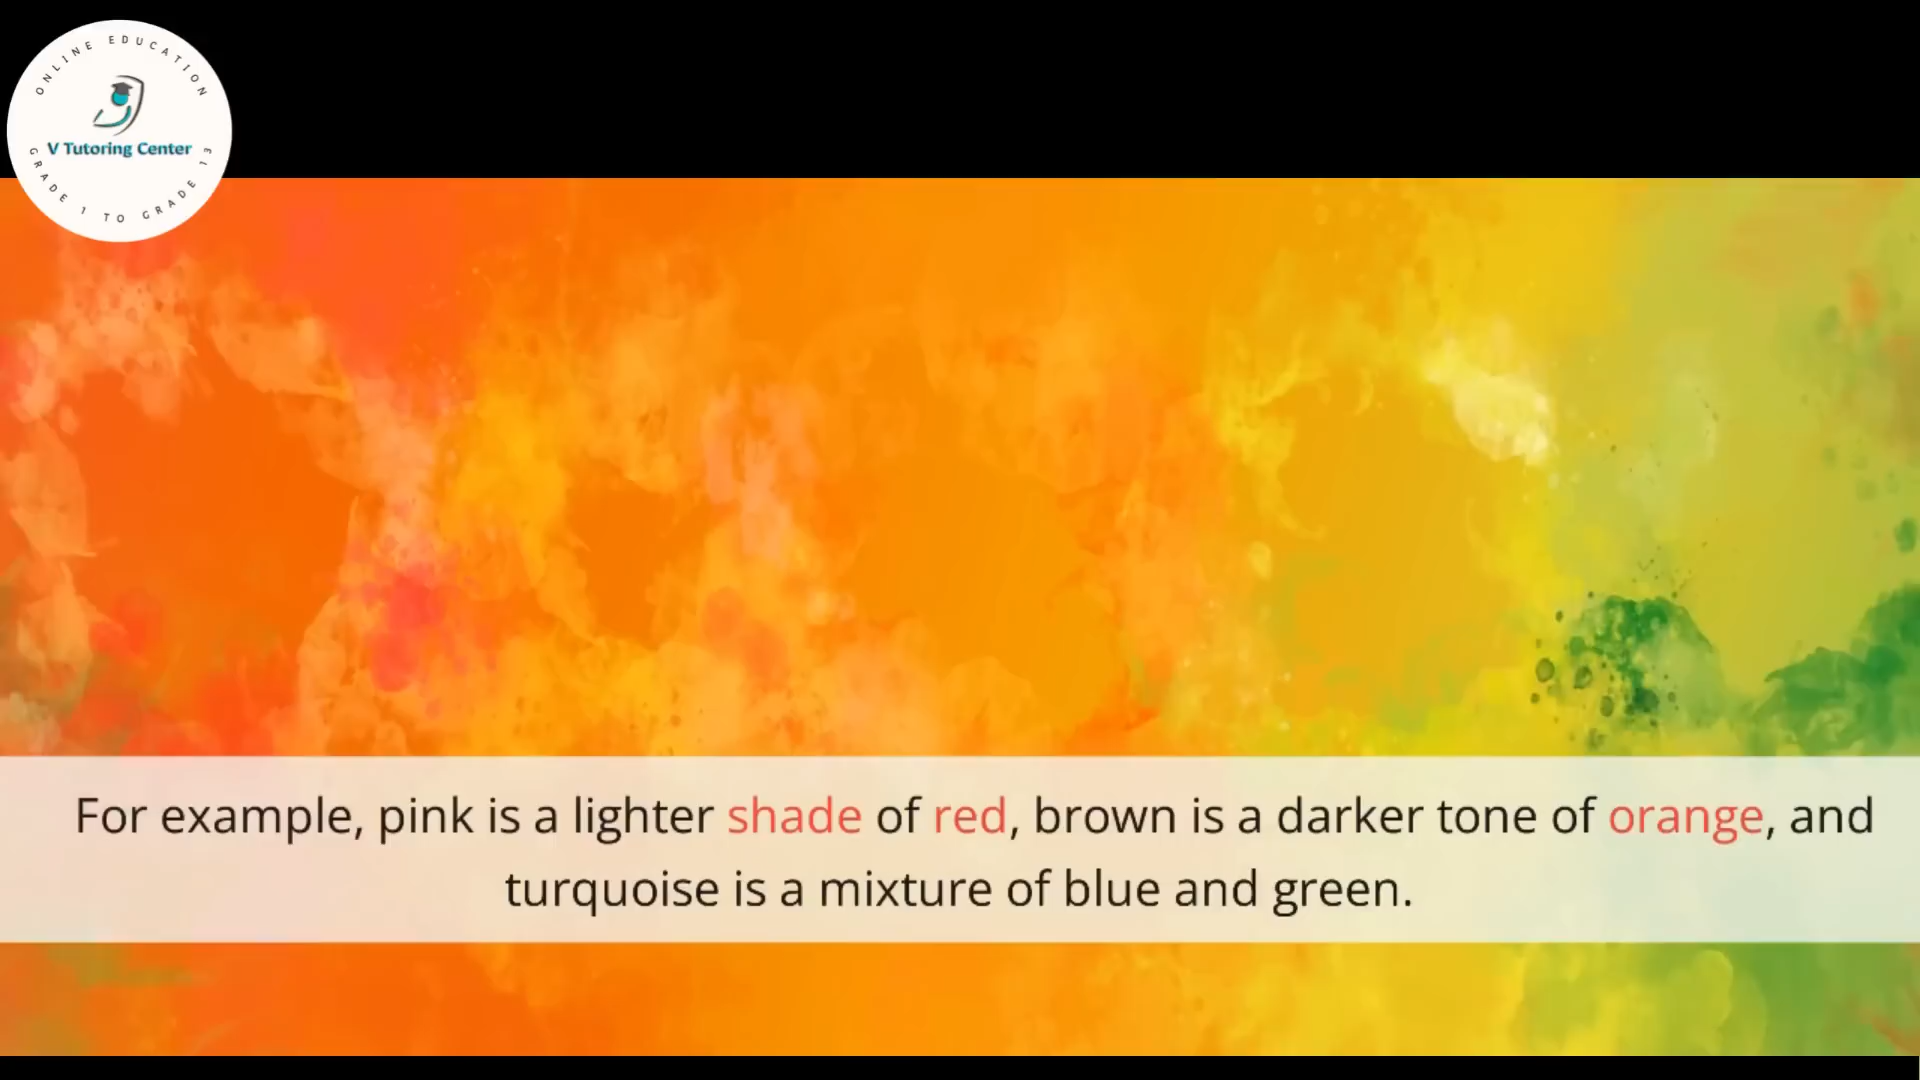 ONLINE EDUCATION
V Tutoring Center
GRADE 1 TO GRADE 13
For example, pink is a lighter shade of red, brown is a darker tone of orange, and
turquoise is a mixture of blue and green.